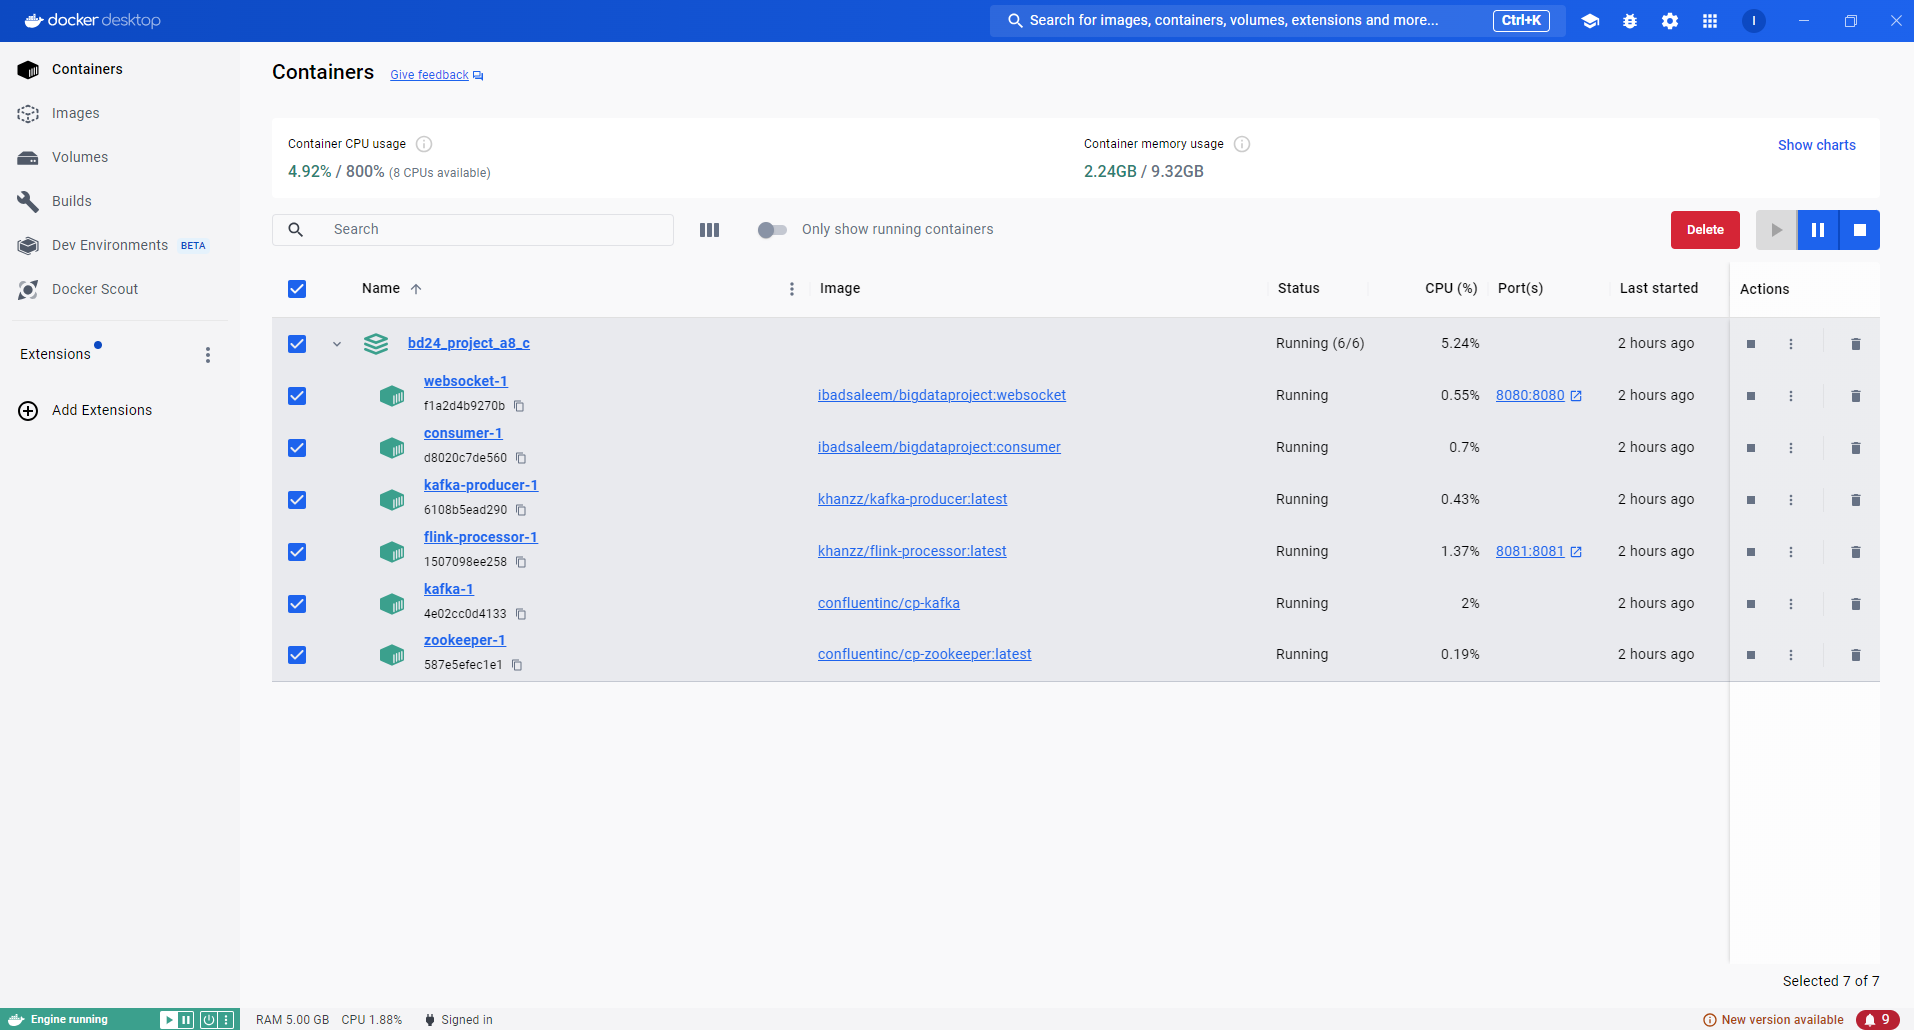 docker desktop
Search for images, containers, volumes, extensions and more...
Ctrl+K
I
Containers
Images
Volumes
Builds
Dev Environments BETA
Docker Scout
Extensions
Add Extensions
Containers Give feedback
Container CPU usage
4.92% / 800% (8 CPUs available)
Container memory usage
2.24GB / 9.32GB
Show charts
Search
Only show running containers
Delete
Name Image Status CPU (%) Port(s) Last started Actions
bd24_project_a8_c Running (6/6) 5.24% 2 hours ago
websocket-1
f1a2d4b9270b
ibadsaleem/bigdataproject:websocket Running 0.55% 8080:8080 2 hours ago
consumer-1
d8020c7de560
ibadsaleem/bigdataproject:consumer Running 0.7% 2 hours ago
kafka-producer-1
6108b5ead290
khanzz/kafka-producer:latest Running 0.43% 2 hours ago
flink-processor-1
1507098ee258
khanzz/flink-processor:latest Running 1.37% 8081:8081 2 hours ago
kafka-1
4e02cc0d4133
confluentinc/cp-kafka Running 2% 2 hours ago
zookeeper-1
587e5efec1e1
confluentinc/cp-zookeeper:latest Running 0.19% 2 hours ago
Selected 7 of 7
Engine running
RAM 5.00 GB CPU 1.88% Signed in
New version available
9